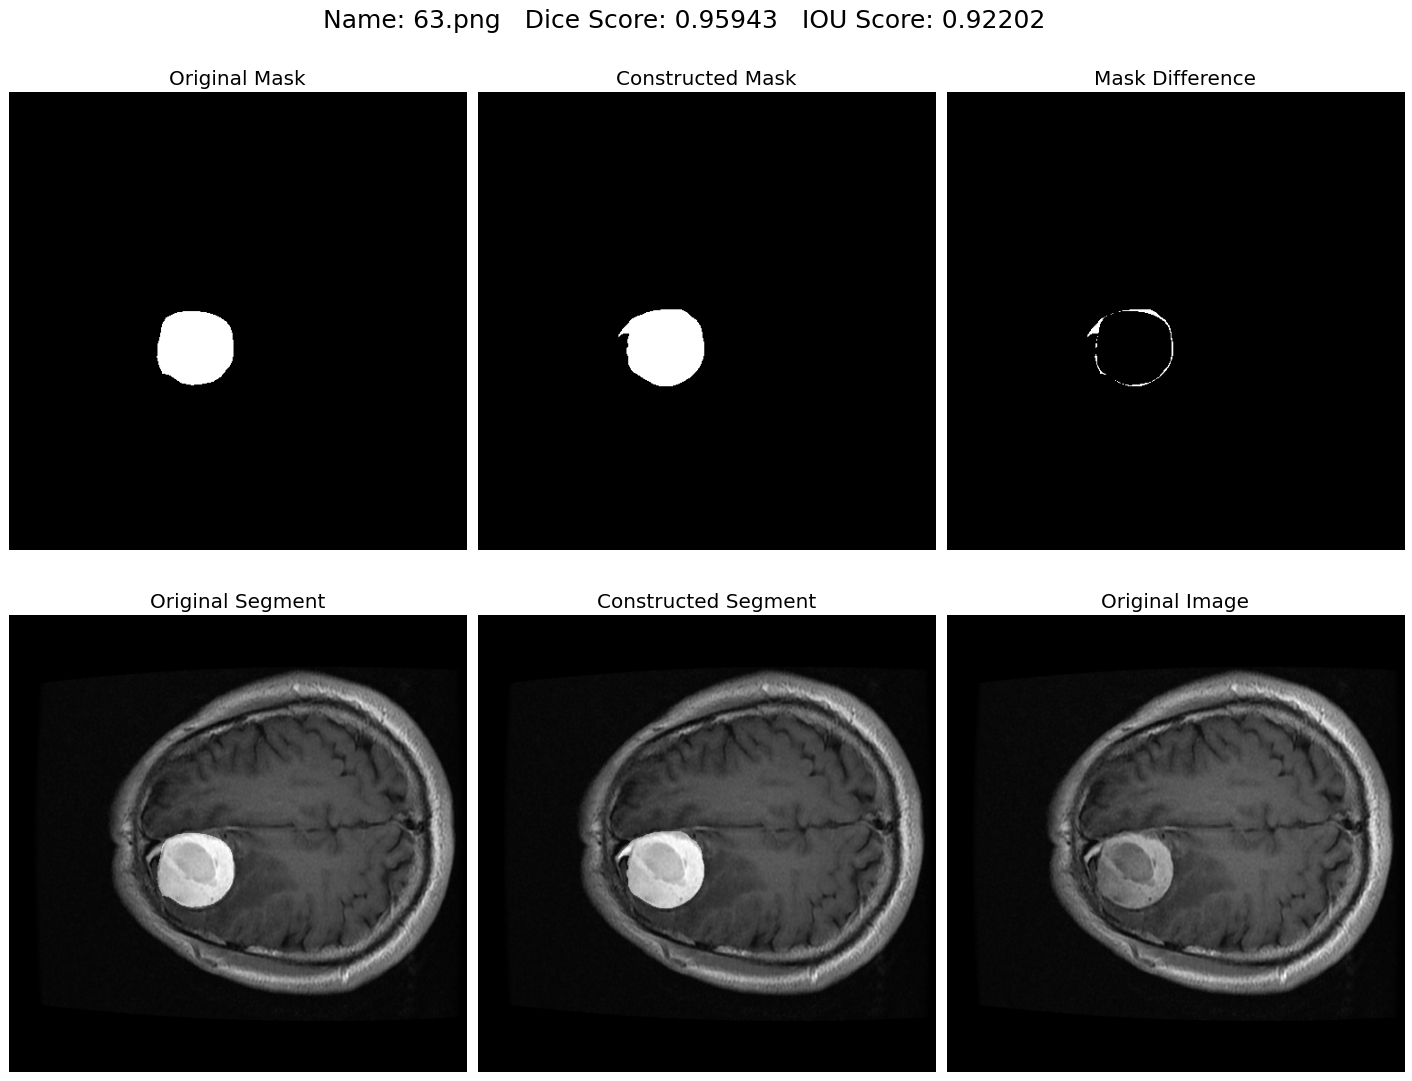 Name: 63.png   Dice Score: 0.95943   IOU Score: 0.92202
Original Mask
Constructed Mask
Mask Difference
Original Segment
Constructed Segment
Original Image